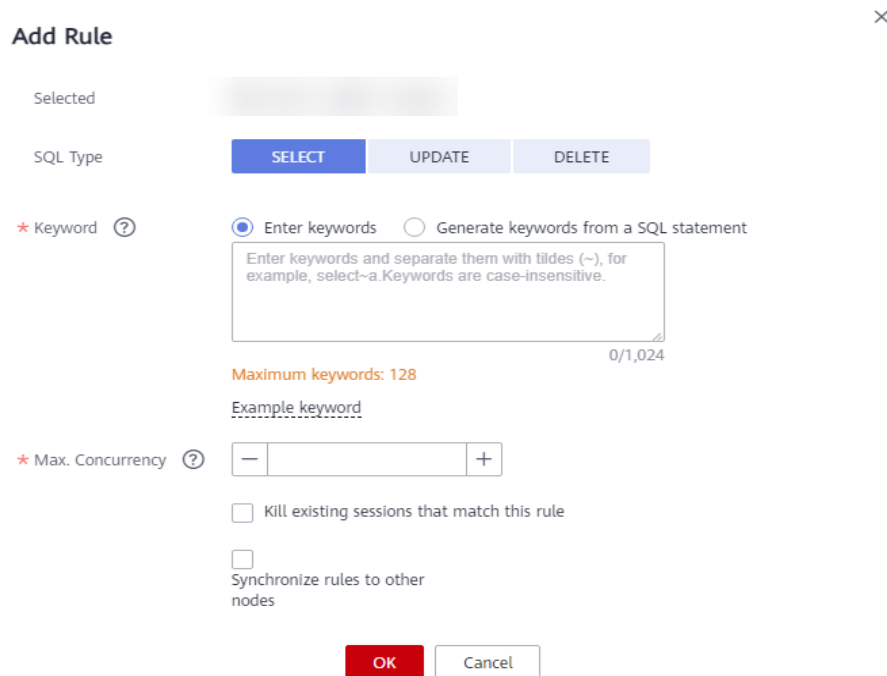 Add Rule
Selected
SQL Type
SELECT
UPDATE
DELETE
* Keyword ?
Enter keywords
Generate keywords from a SQL statement
Enter keywords and separate them with tildes (~), for
example, select~a.Keywords are case-insensitive.
0/1,024
Maximum keywords: 128
Example keyword
* Max. Concurrency ?
Kill existing sessions that match this rule
Synchronize rules to other
nodes
OK
Cancel